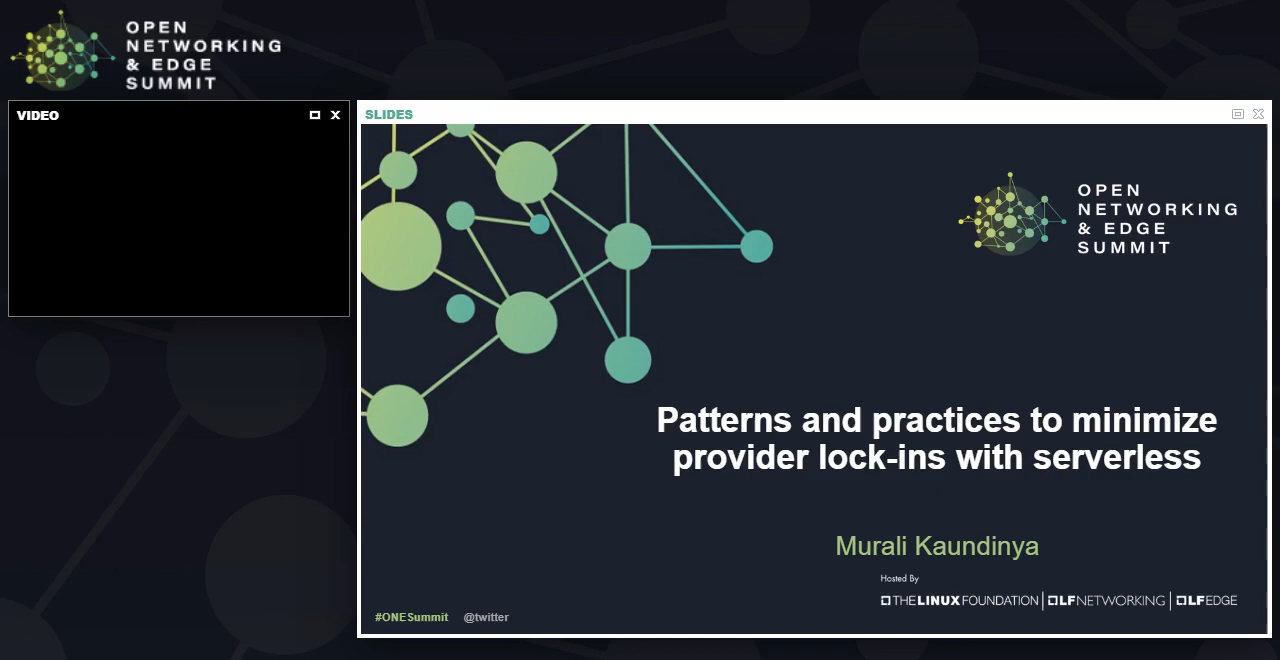 OPEN
NETWORKING
& EDGE
SUMMIT
VIDEO
SLIDES
OPEN
NETWORKING
& EDGE
SUMMIT
Patterns and practices to minimize
provider lock-ins with serverless
Murali Kaundinya
Hosted By
THE LINUX FOUNDATION | LF NETWORKING | LF EDGE
#ONESummit @twitter